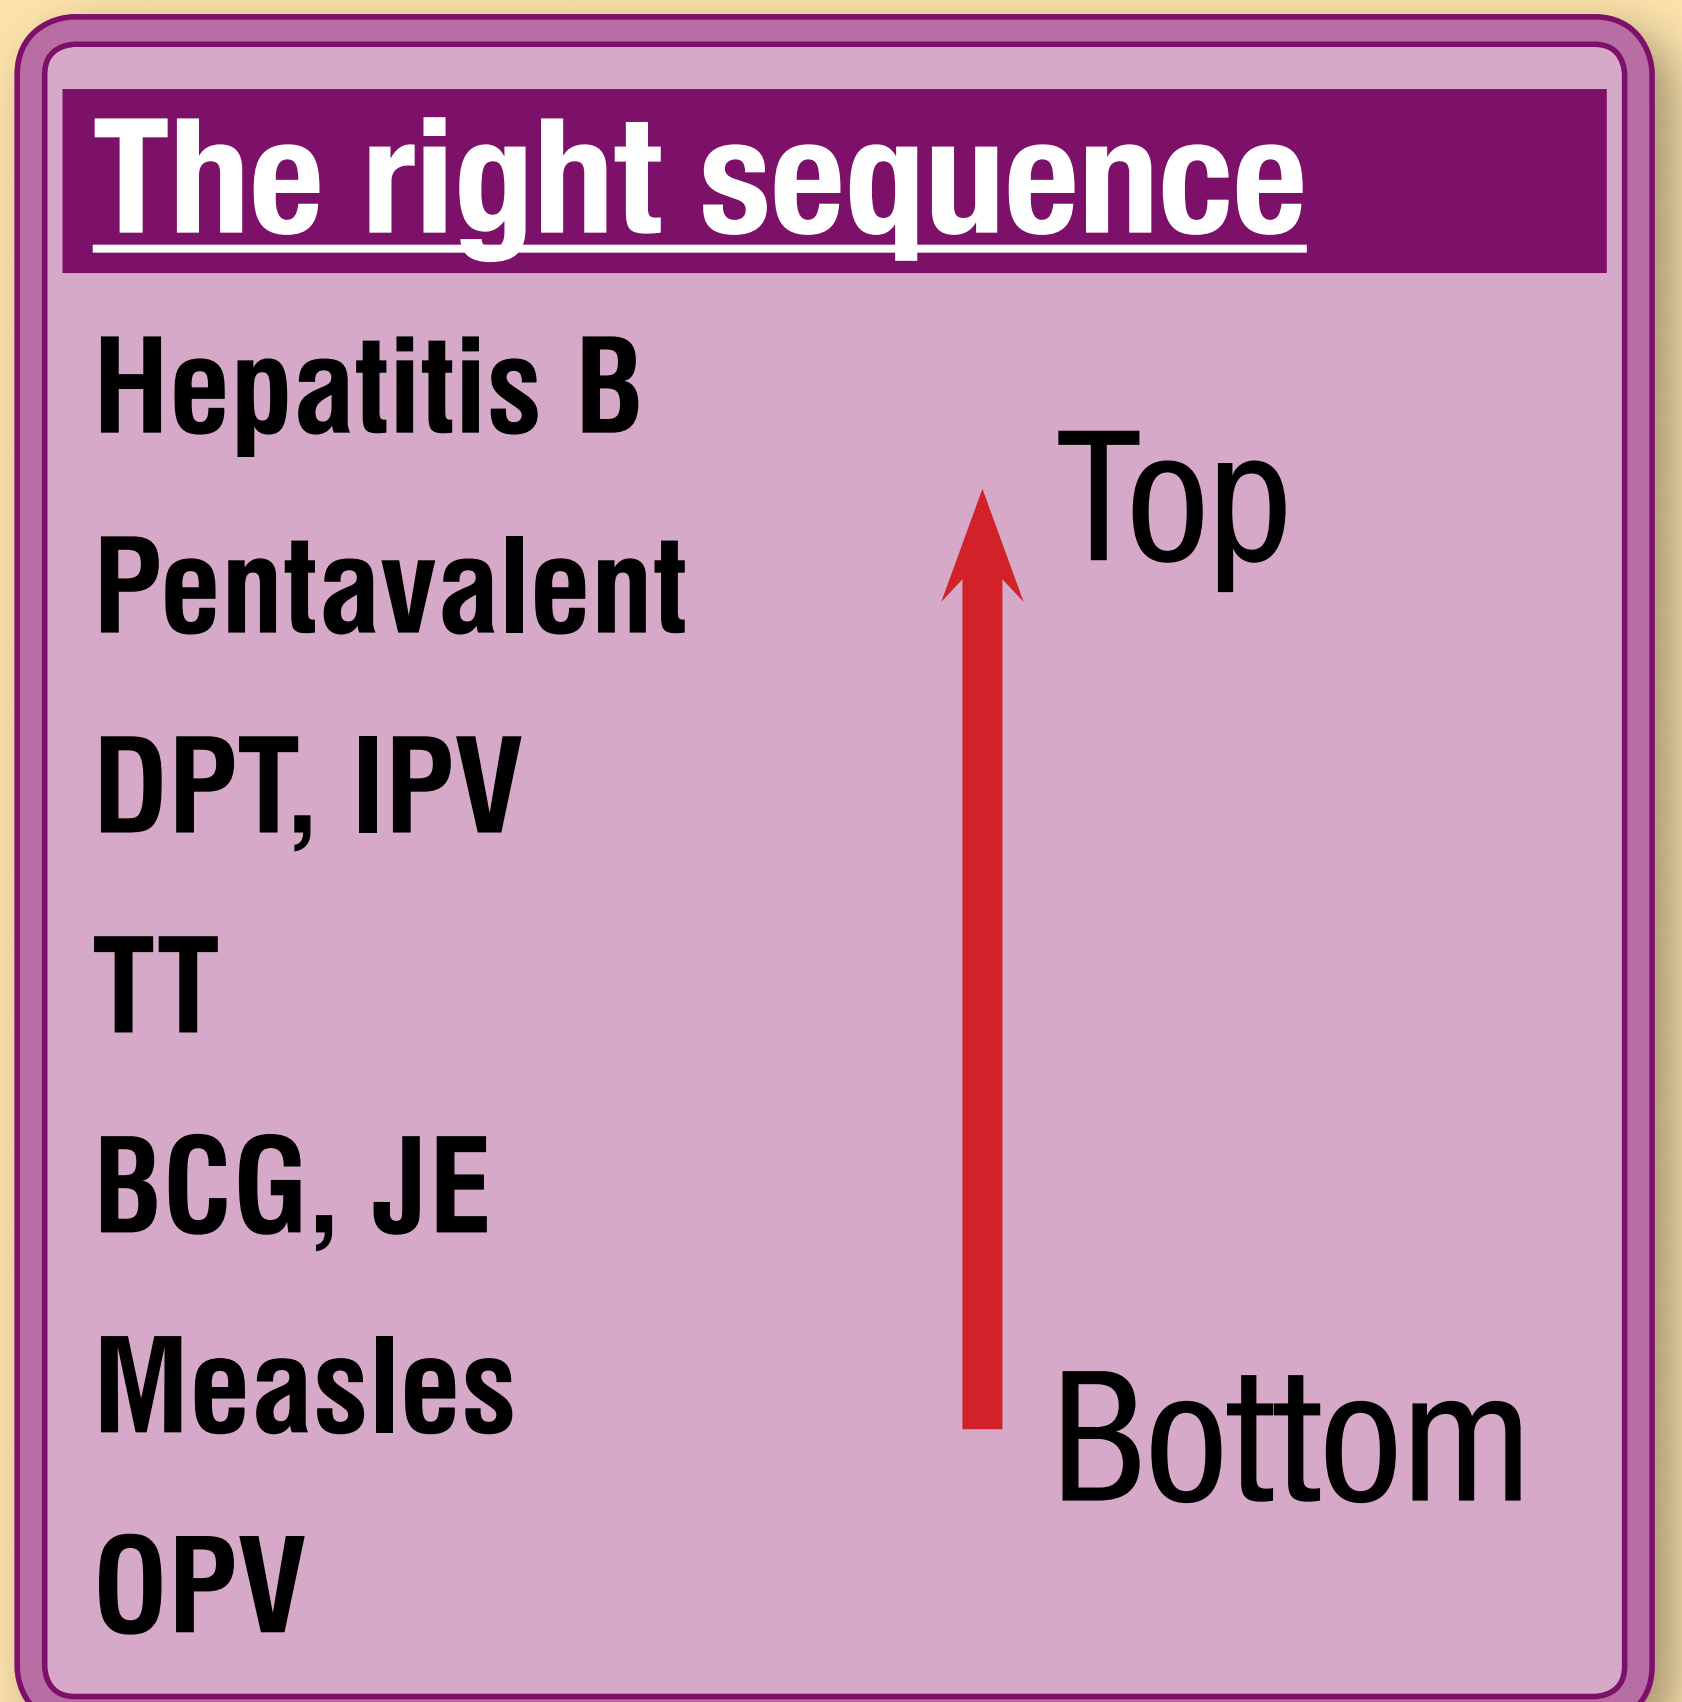 The right sequence
Hepatitis B
Top
Pentavalent
DPT, IPV
TT
BCG, JE
Measles
Bottom
OPV